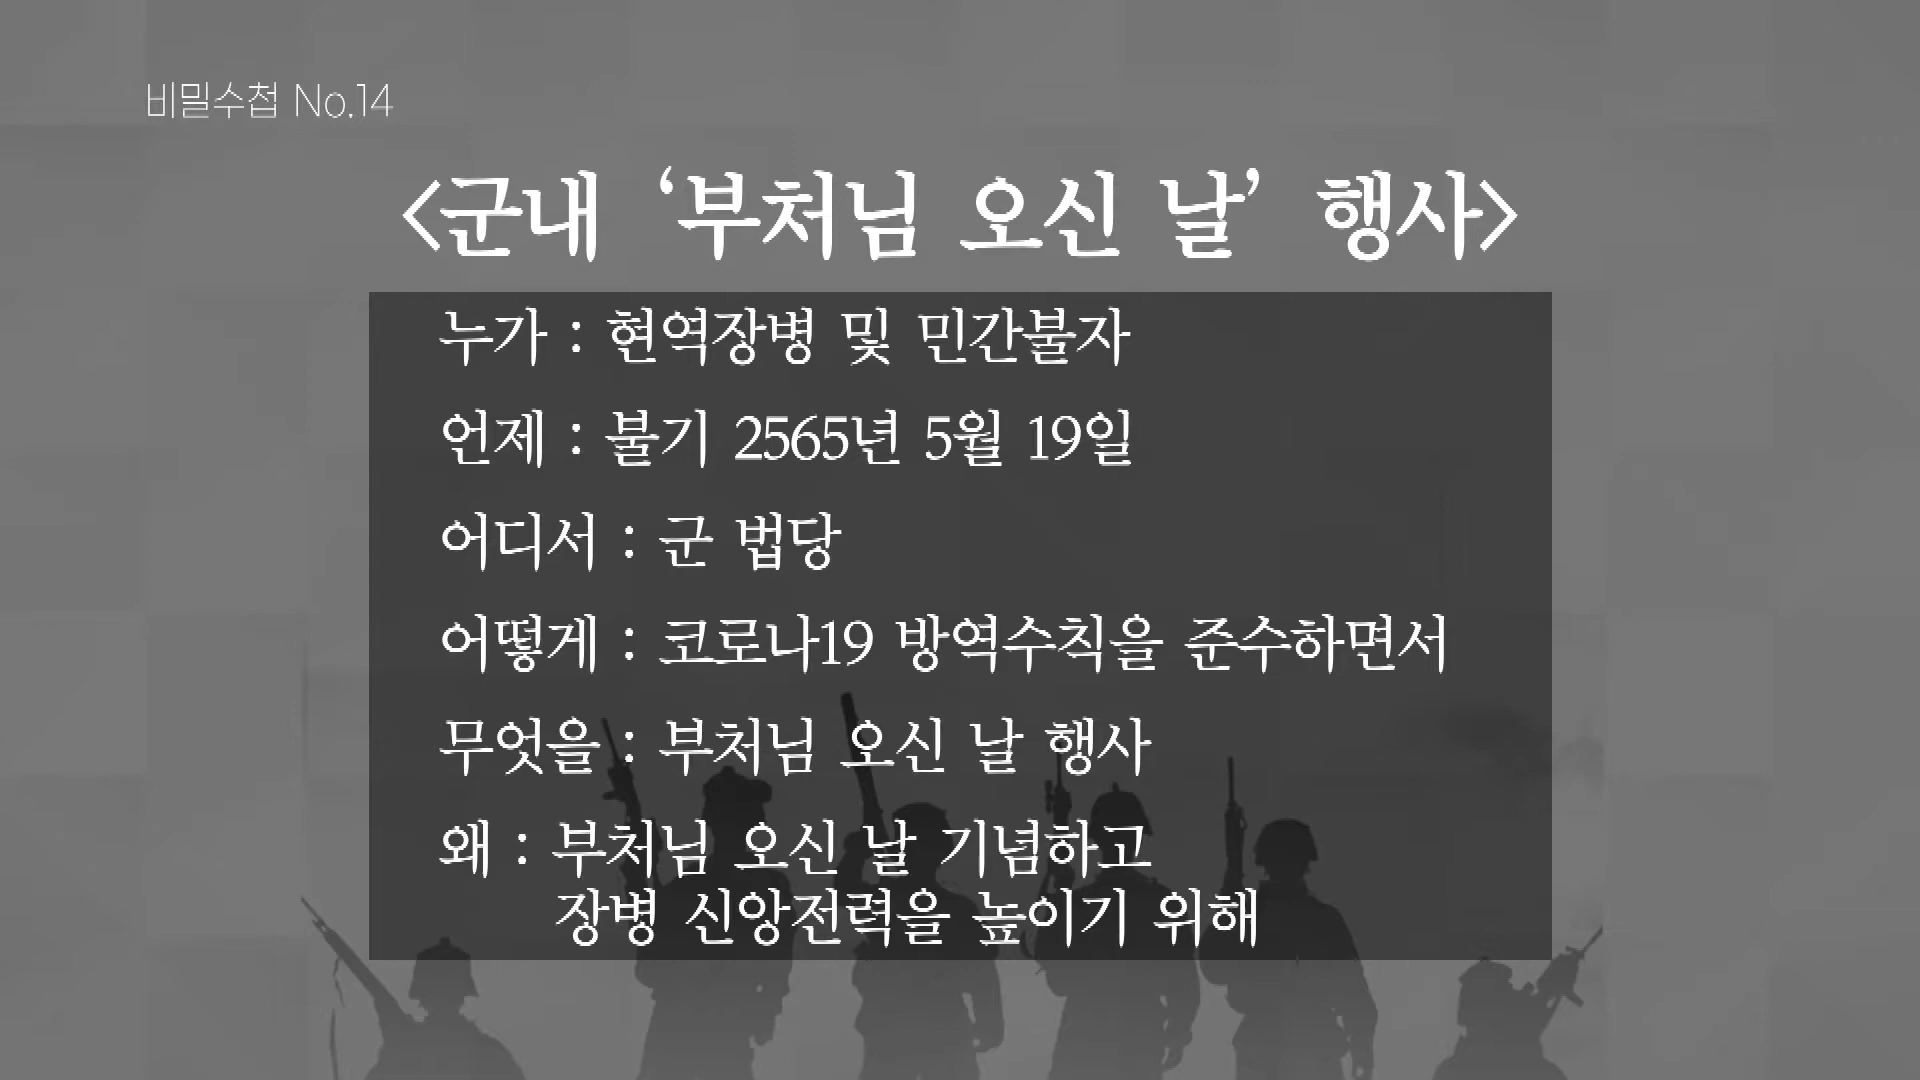 비밀수첩 No.14
<군내 ‘부처님 오신 날’ 행사>
누가 : 현역장병 및 민간불자
언제 : 불기 2565년 5월 19일
어디서 : 군 법당
어떻게 : 코로나19 방역수칙을 준수하면서
무엇을 : 부처님 오신 날 행사
왜 : 부처님 오신 날 기념하고
장병 신앙전력을 높이기 위해